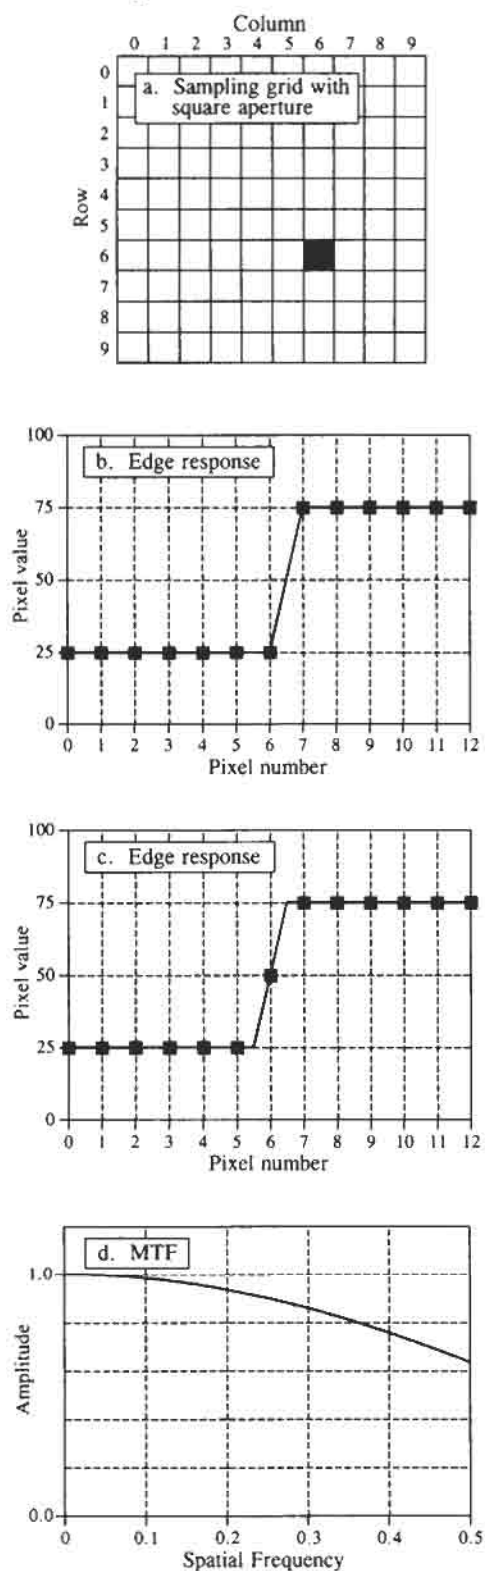 Column
0 1 2 3 4 5 6 7 8 9
a. Sampling grid with
square aperture
Row
0
1
2
3
4
5
6
7
8
9
b. Edge response
Pixel value
100
75
50
25
0
0 1 2 3 4 5 6 7 8 9 10 11 12
Pixel number
c. Edge response
Pixel value
100
75
50
25
0
0 1 2 3 4 5 6 7 8 9 10 11 12
Pixel number
d. MTF
Amplitude
1.0
0.0
0 0.1 0.2 0.3 0.4 0.5
Spatial Frequency